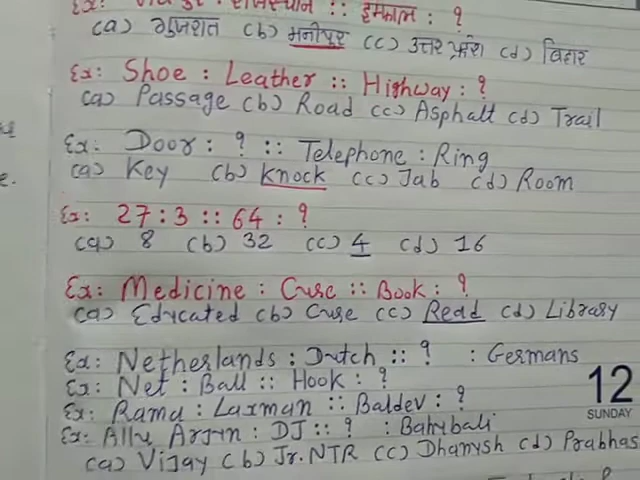 : राजस्थान :: इम्फाल : ?
(a) गुजरात (b) मनीपुर (c) उत्तर प्रदेश (d) बिहार
Ex: Shoe : Leather :: Highway : ?
(a) Passage (b) Road (c) Asphalt (d) Trail
Ex: Door : ? :: Telephone : Ring
(a) Key (b) Knock (c) Jab (d) Room
Ex: 27 : 3 :: 64 : ?
(a) 8 (b) 32 (c) 4 (d) 16
Ex: Medicine : Cure :: Book : ?
(a) Educated (b) Cure (c) Read (d) Library
Ex: Netherlands : Dutch :: ? : Germans
Ex: Net : Ball :: Hook : ?
12
Ex: Rama : Laxman :: Baldev : ?
SUNDAY
Ex: Allu Arjun : DJ :: ? : Bahubali
(a) Vijay (b) Jr. NTR (c) Dhanush (d) Prabhas